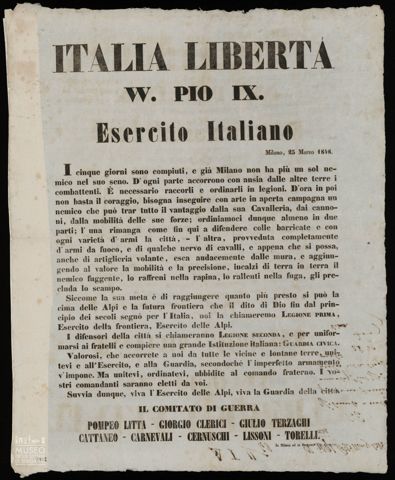 ITALIA LIBERTA
W. PIO IX.
Esercito Italiano
Milano, 25 Marzo 1848.
I cinque giorni sono compiuti, e già Milano non ha più un sol ne-
mico nel suo seno. D'ogni parte accorrono con ansia dalle altre terre i
combattenti. È necessario raccorli e ordinarli in legioni. D'ora in poi
non basta il coraggio, bisogna inseguire con arte in aperta campagna un
nemico che può trar tutto il vantaggio dalla sua Cavalleria, dai canno-
ni, dalla mobilità delle sue forze; ordiniamoci dunque almeno in due
parti; l'una rimanga come fin qui a difendere colle barricate e con
ogni varietà d'armi la città, - l'altra, provveduta completamente
d'armi da fuoco, e di qualche nervo di cavalli, e appena che si possa,
anche di artiglieria volante, esca audacemente dalle mura, e aggiun-
gendo al valore la mobilità e la precisione, incalzi di terra in terra il
nemico fuggente, lo raffreni nella rapina, lo rallenti nella fuga, gli pre-
cluda lo scampo.
Siccome la sua meta è di raggiungere quanto più presto si può la
cima delle Alpi e la futura frontiera che il dito di Dio fin dal prin-
cipio dei secoli segnò per l'Italia, noi la chiameremo LEGIONE PRIMA,
Esercito della frontiera, Esercito delle Alpi.
I difensori della città si chiameranno LEGIONE SECONDA, e per unifor-
marsi ai fratelli e compiere una grande Istituzione italiana: GUARDIA CIVICA.
Valorosi, che accorrete a noi da tutte le vicine e lontane terre, uni-
tevi e all'Esercito, e alla Guardia, secondochè l'imperfetto armamento
v'impone. Ma unitevi, ordinatevi, ubbidite al comando fraterno. I vo-
stri comandanti saranno eletti da voi.
Suvvia dunque, viva l'Esercito delle Alpi, viva la Guardia della città.
IL COMITATO DI GUERRA
POMPEO LITTA - GIORGIO CLERICI - GIULIO TERZAGHI
CATTANEO - CARNEVALI - CERNUSCHI - LISSONI - TORELLI.
MUSEO